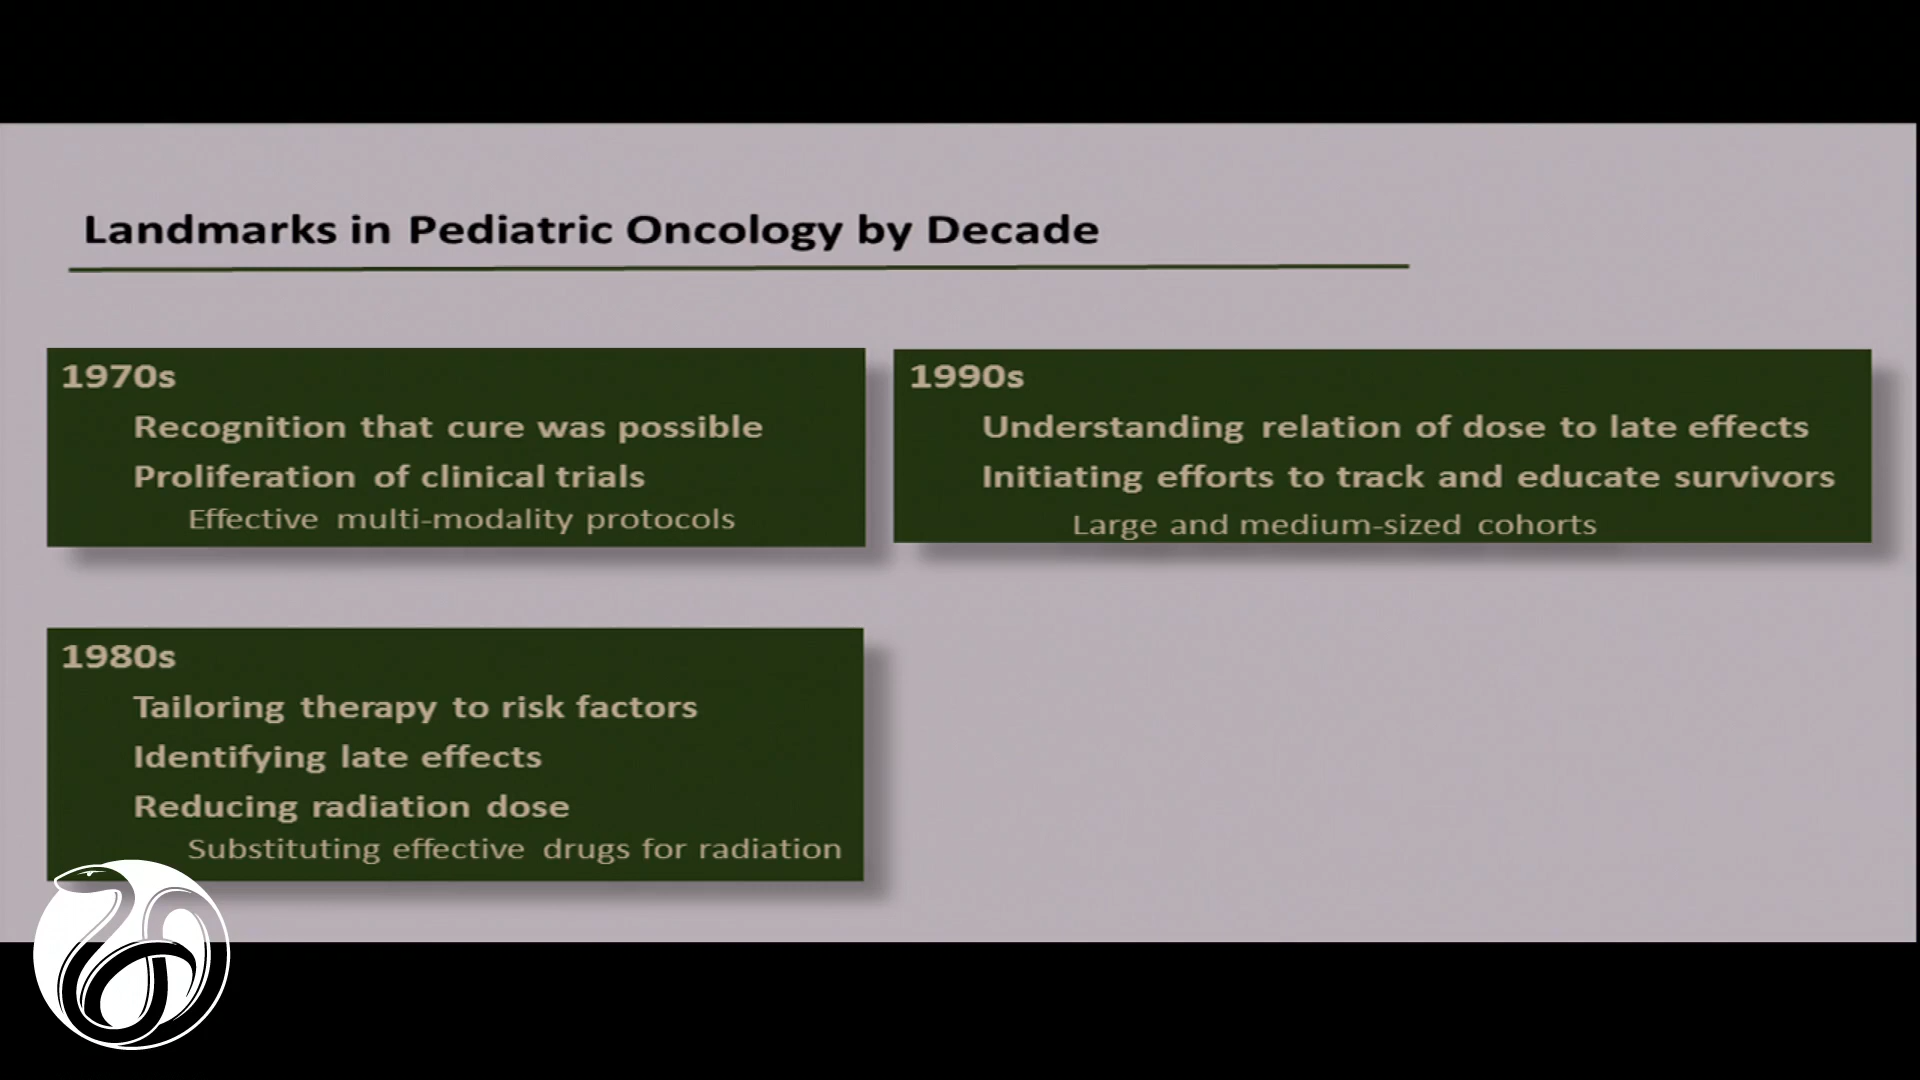 Landmarks in Pediatric Oncology by Decade
1970s
Recognition that cure was possible
Proliferation of clinical trials
Effective multi-modality protocols
1980s
Tailoring therapy to risk factors
Identifying late effects
Reducing radiation dose
Substituting effective drugs for radiation
1990s
Understanding relation of dose to late effects
Initiating efforts to track and educate survivors
Large and medium-sized cohorts